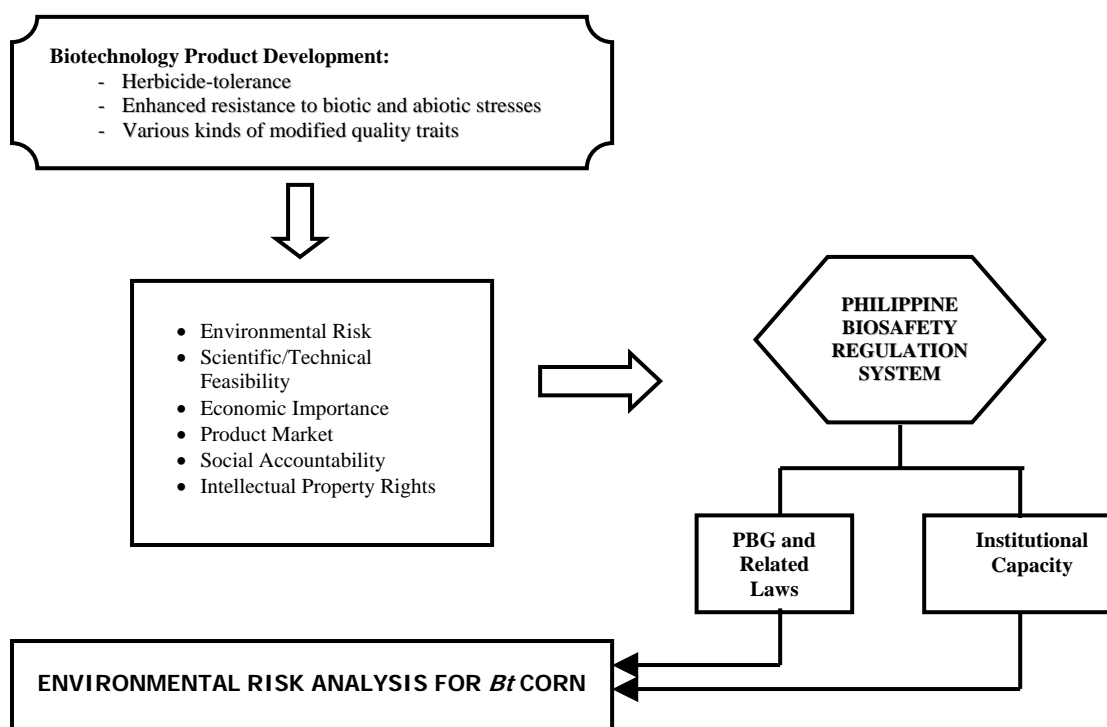 Biotechnology Product Development:
- Herbicide-tolerance
- Enhanced resistance to biotic and abiotic stresses
- Various kinds of modified quality traits
• Environmental Risk
• Scientific/Technical
Feasibility
• Economic Importance
• Product Market
• Social Accountability
• Intellectual Property Rights
PHILIPPINE
BIOSAFETY
REGULATION
SYSTEM
PBG and
Related
Laws
Institutional
Capacity
ENVIRONMENTAL RISK ANALYSIS FOR Bt CORN